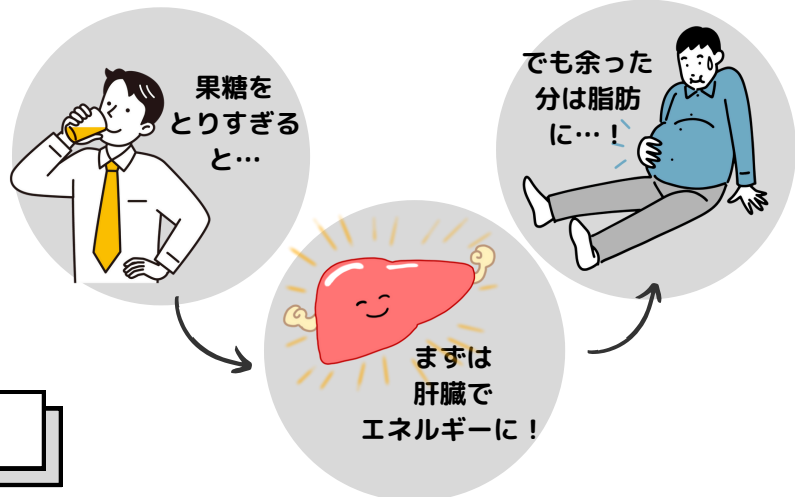 果糖を
とりすぎる
と…
まずは
肝臓で
エネルギーに！
でも余った
分は脂肪
に…！